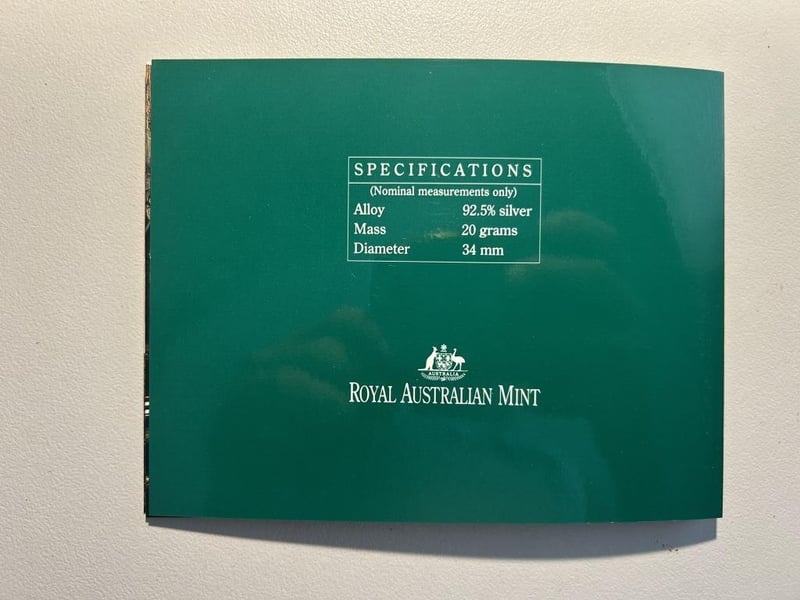 SPECIFICATIONS
(Nominal measurements only)
Alloy 92.5% silver
Mass 20 grams
Diameter 34 mm
AUSTRALIA
ROYAL AUSTRALIAN MINT